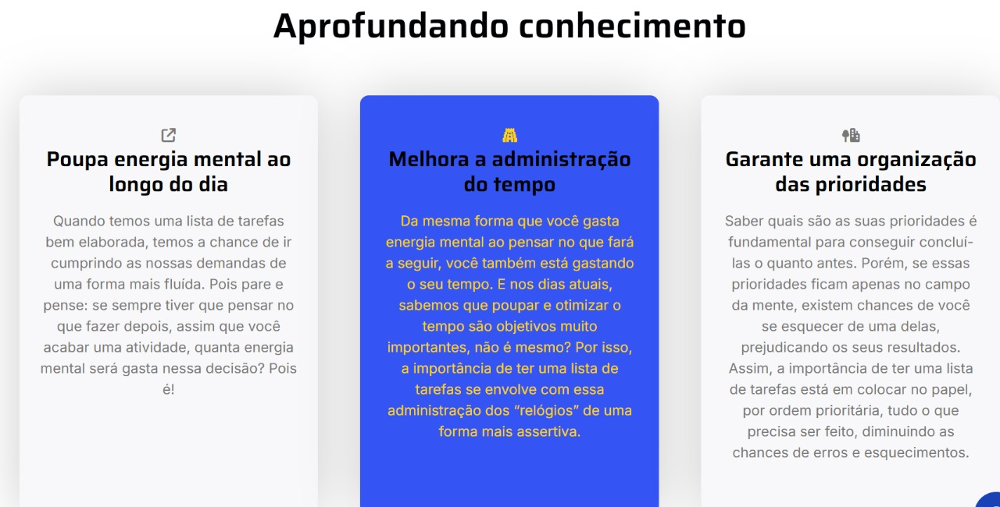 Aprofundando conhecimento
Poupa energia mental ao
longo do dia
Quando temos uma lista de tarefas
bem elaborada, temos a chance de ir
cumprindo as nossas demandas de
uma forma mais fluída. Pois pare e
pense: se sempre tiver que pensar no
que fazer depois, assim que você
acabar uma atividade, quanta energia
mental será gasta nessa decisão? Pois
é!
Melhora a administração
do tempo
Da mesma forma que você gasta
energia mental ao pensar no que fará
a seguir, você também está gastando
o seu tempo. E nos dias atuais,
sabemos que poupar e otimizar o
tempo são objetivos muito
importantes, não é mesmo? Por isso,
a importância de ter uma lista de
tarefas se envolve com essa
administração dos “relógios” de uma
forma mais assertiva.
Garante uma organização
das prioridades
Saber quais são as suas prioridades é
fundamental para conseguir concluí-
las o quanto antes. Porém, se essas
prioridades ficam apenas no campo
da mente, existem chances de você
se esquecer de uma delas,
prejudicando os seus resultados.
Assim, a importância de ter uma lista
de tarefas está em colocar no papel,
por ordem prioritária, tudo o que
precisa ser feito, diminuindo as
chances de erros e esquecimentos.